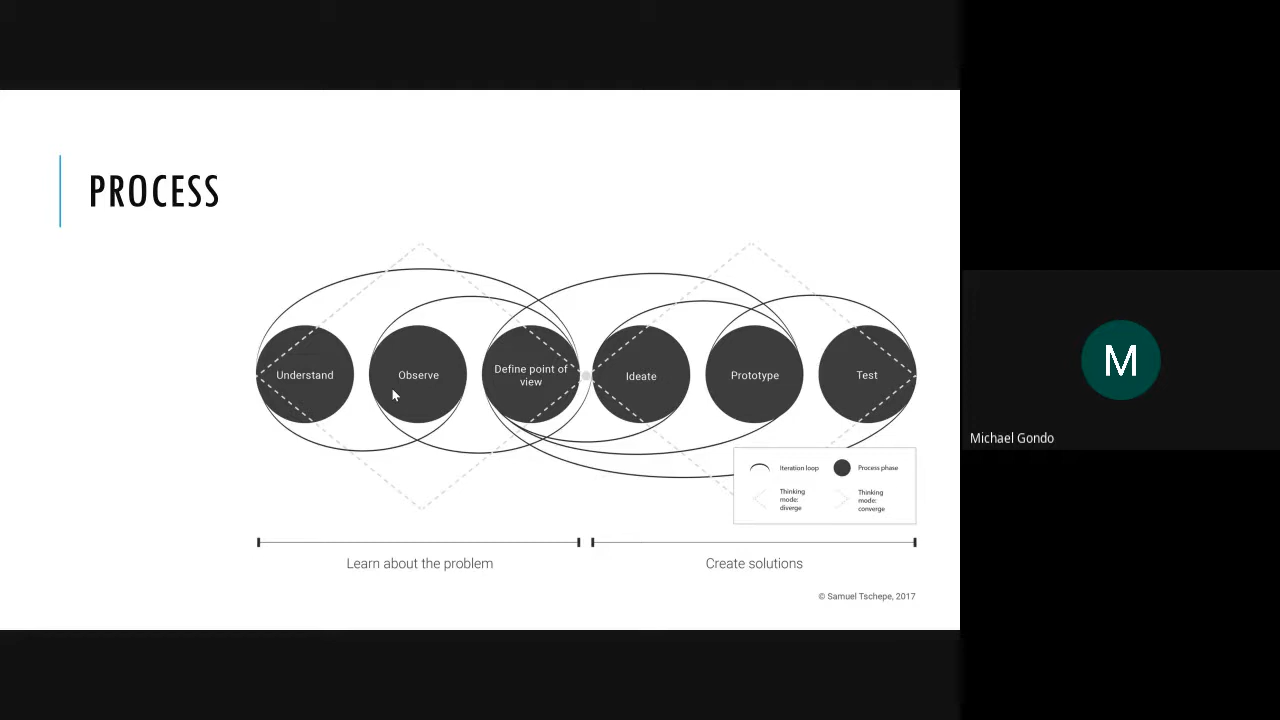 PROCESS
Understand
Observe
Define point of
view
Ideate
Prototype
Test
Iteration loop
Process phase
Thinking
mode:
diverge
Thinking
mode:
converge
Learn about the problem
Create solutions
© Samuel Tschepe, 2017
M
Michael Gondo